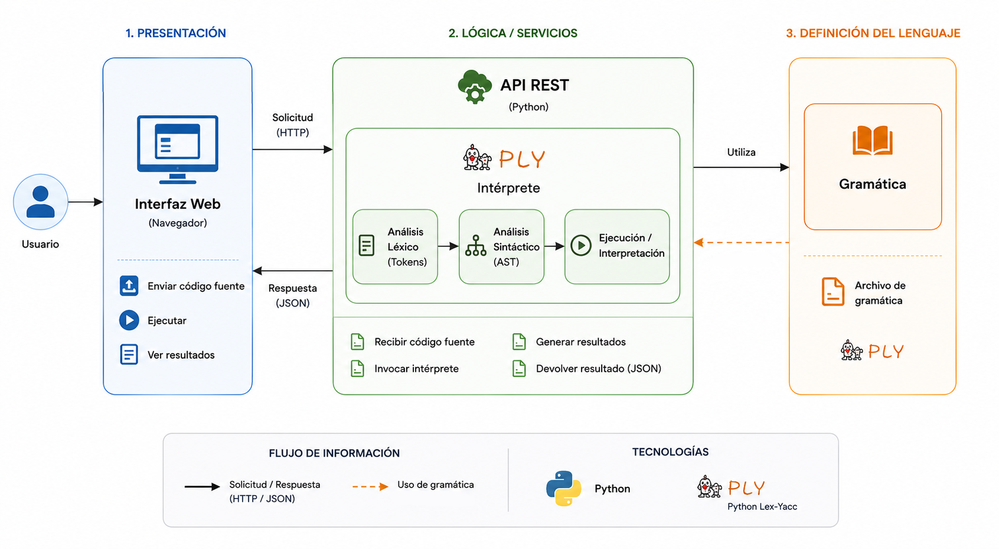 1. PRESENTACIÓN
2. LÓGICA / SERVICIOS
3. DEFINICIÓN DEL LENGUAJE
Usuario
Interfaz Web
(Navegador)
Enviar código fuente
Ejecutar
Ver resultados
Solicitud
(HTTP)
Respuesta
(JSON)
API REST
(Python)
PLY
Intérprete
Análisis
Léxico
(Tokens)
Análisis
Sintáctico
(AST)
Ejecución /
Interpretación
Recibir código fuente
Invocar intérprete
Generar resultados
Devolver resultado (JSON)
Utiliza
Gramática
Archivo de
gramática
PLY
FLUJO DE INFORMACIÓN
Solicitud / Respuesta
(HTTP / JSON)
Uso de gramática
TECNOLOGÍAS
Python
PLY
Python Lex-Yacc